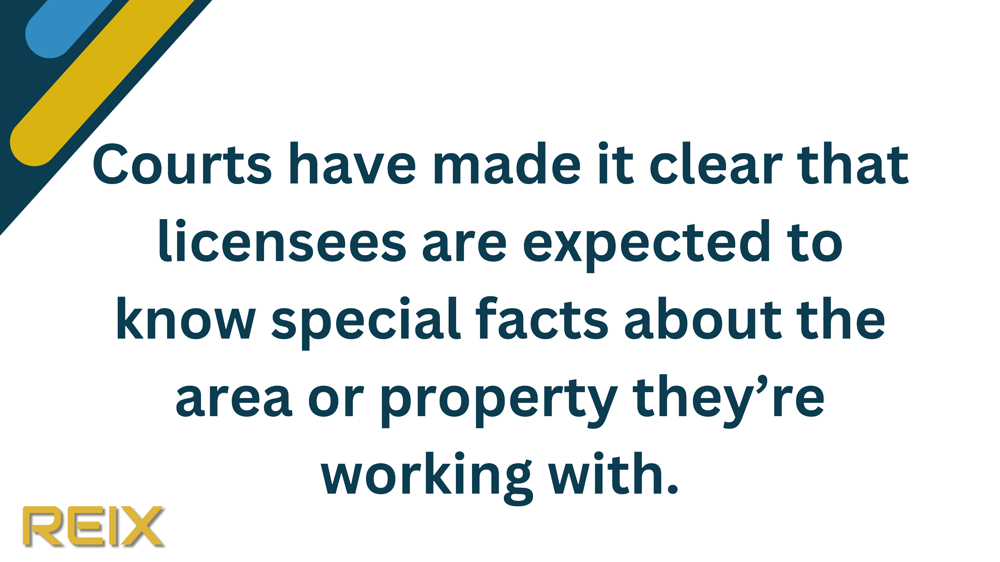 Courts have made it clear that
licensees are expected to
know special facts about the
area or property they’re
working with.
REIX